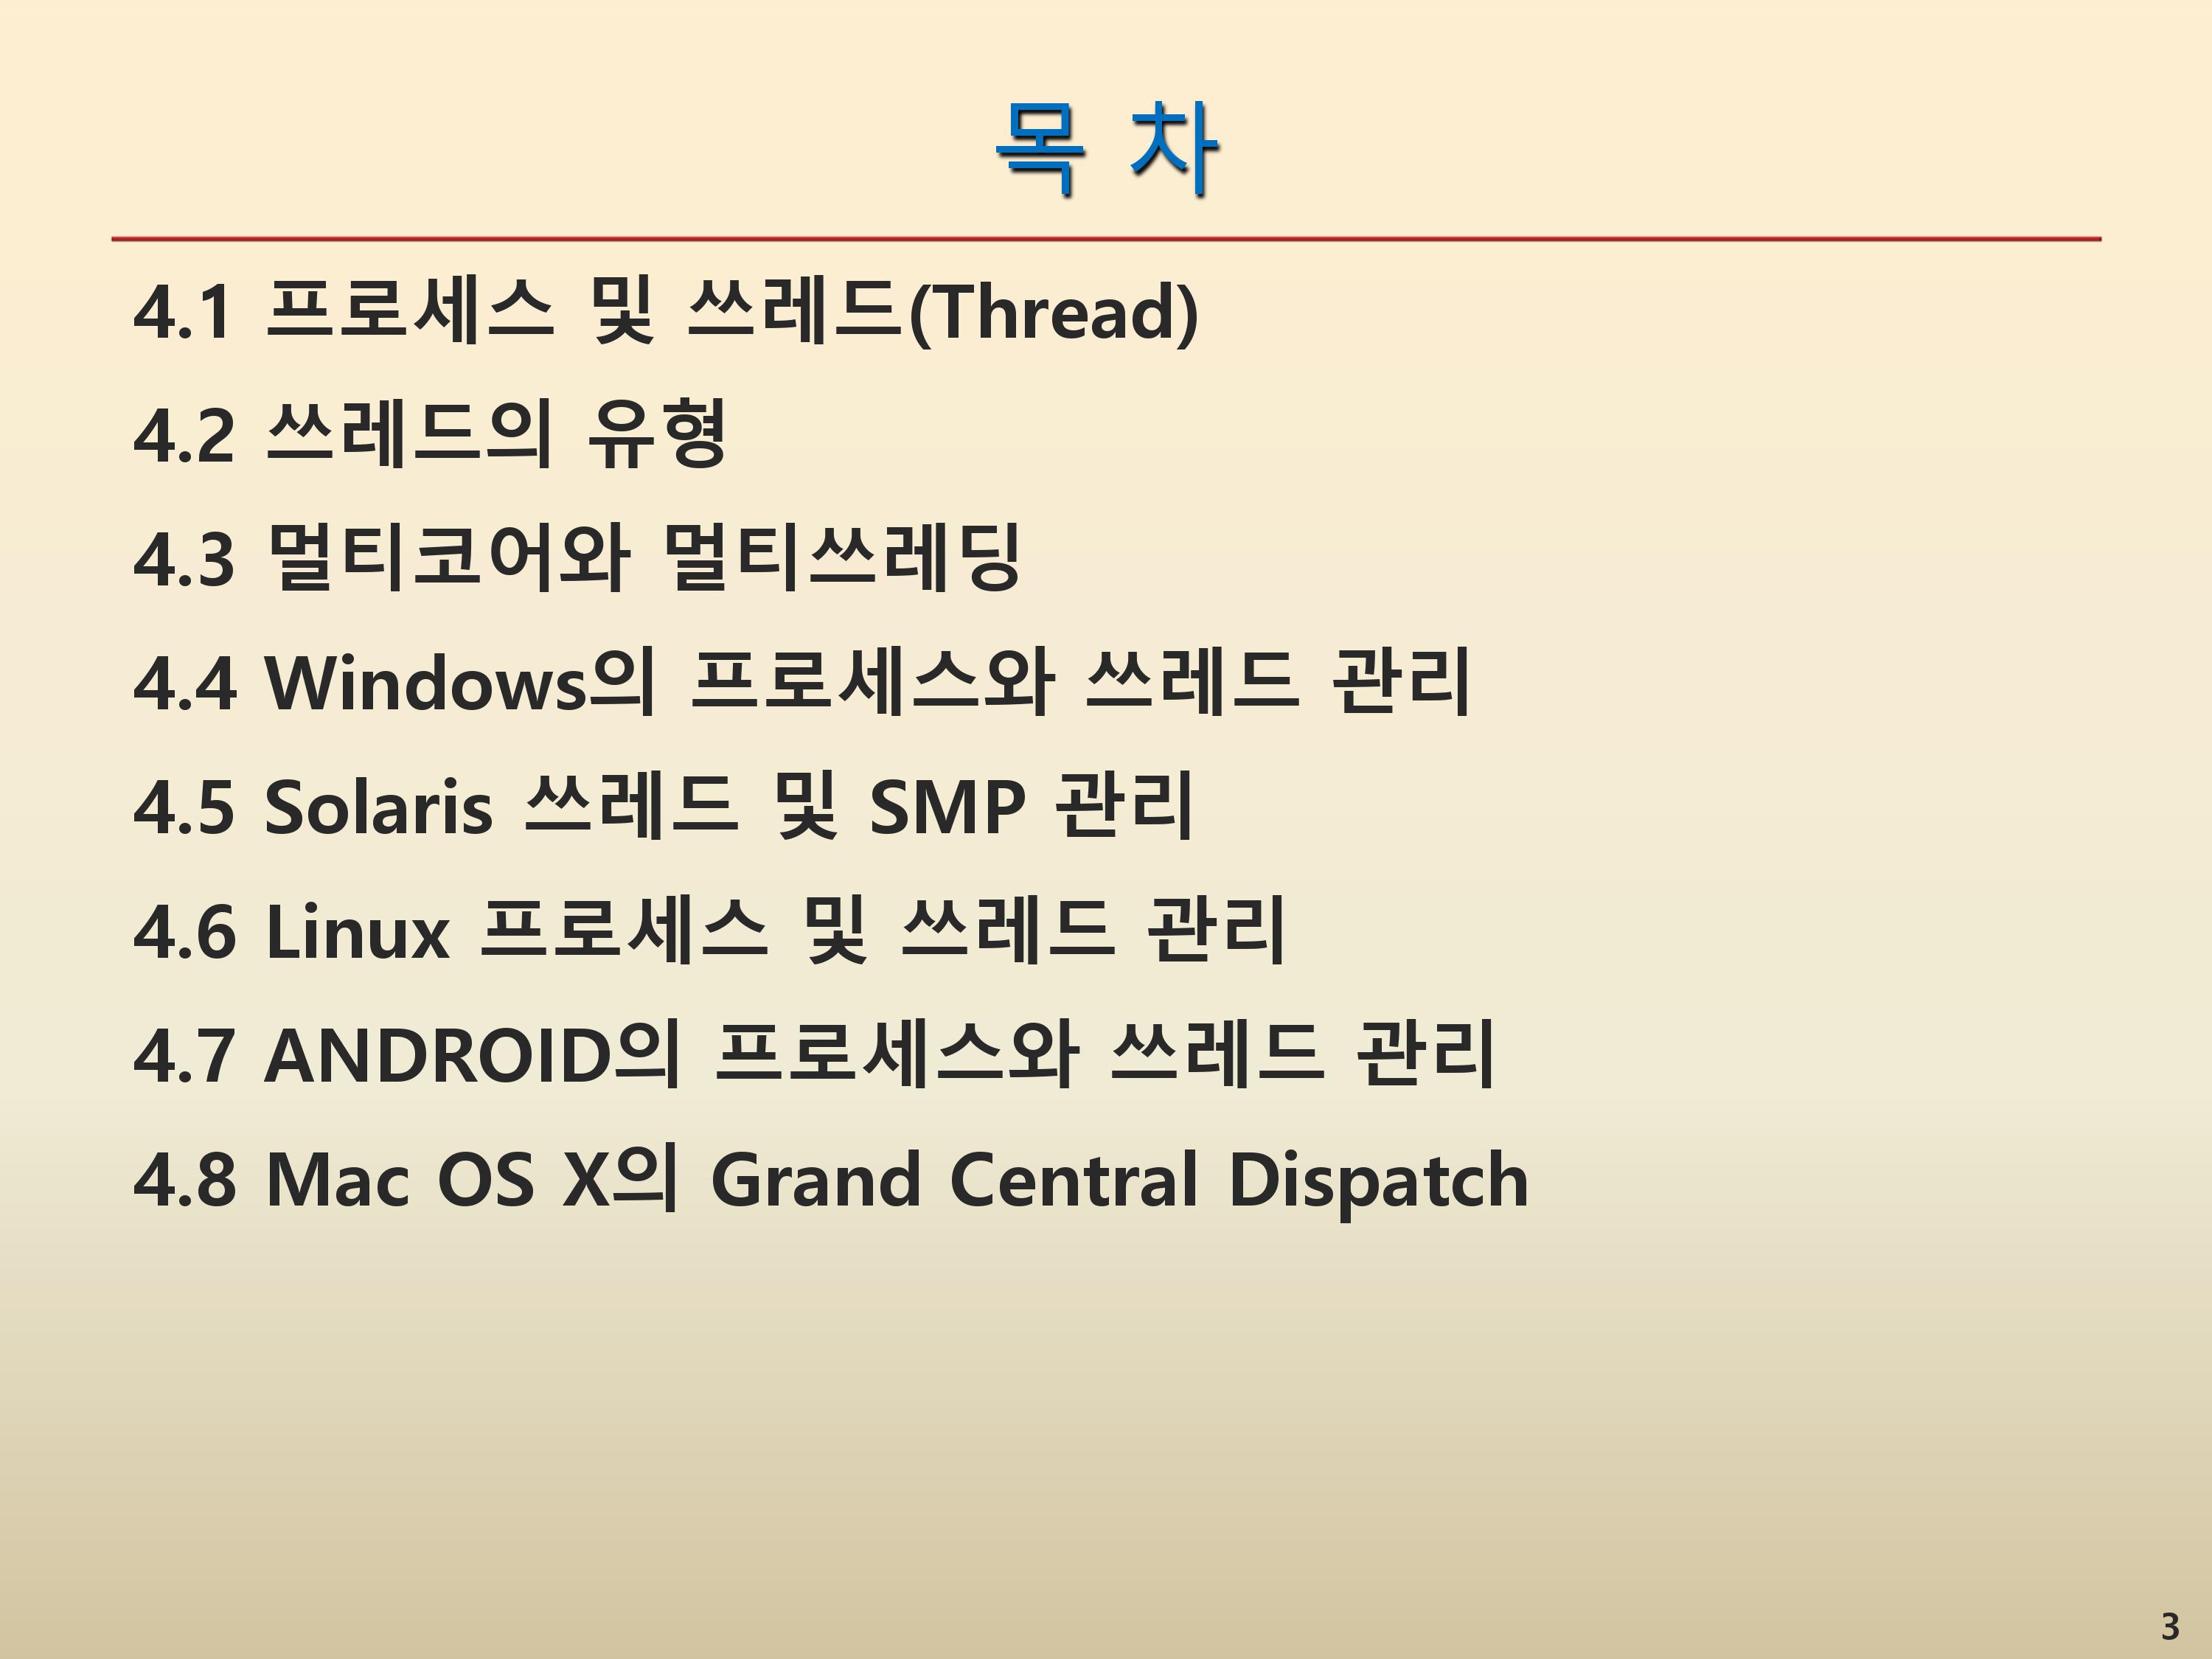 목 차
4.1 프로세스 및 쓰레드(Thread)
4.2 쓰레드의 유형
4.3 멀티코어와 멀티쓰레딩
4.4 Windows의 프로세스와 쓰레드 관리
4.5 Solaris 쓰레드 및 SMP 관리
4.6 Linux 프로세스 및 쓰레드 관리
4.7 ANDROID의 프로세스와 쓰레드 관리
4.8 Mac OS X의 Grand Central Dispatch
3